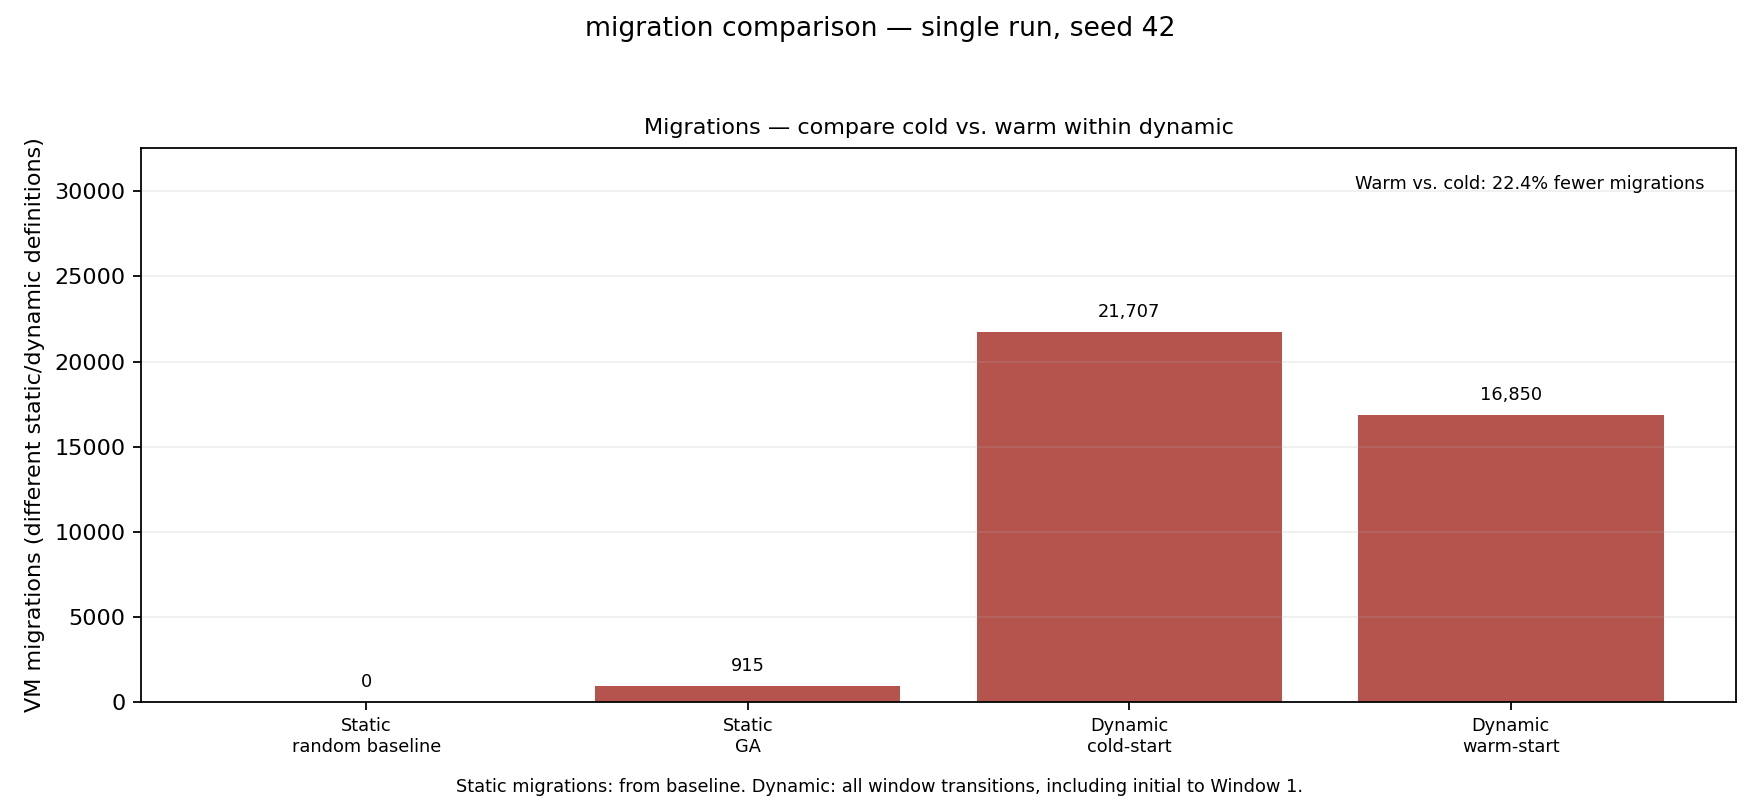 migration comparison — single run, seed 42
Migrations — compare cold vs. warm within dynamic
VM migrations (different static/dynamic definitions)
30000
25000
20000
15000
10000
5000
0
Warm vs. cold: 22.4% fewer migrations
0
915
21,707
16,850
Static
random baseline
Static
GA
Dynamic
cold-start
Dynamic
warm-start
Static migrations: from baseline. Dynamic: all window transitions, including initial to Window 1.